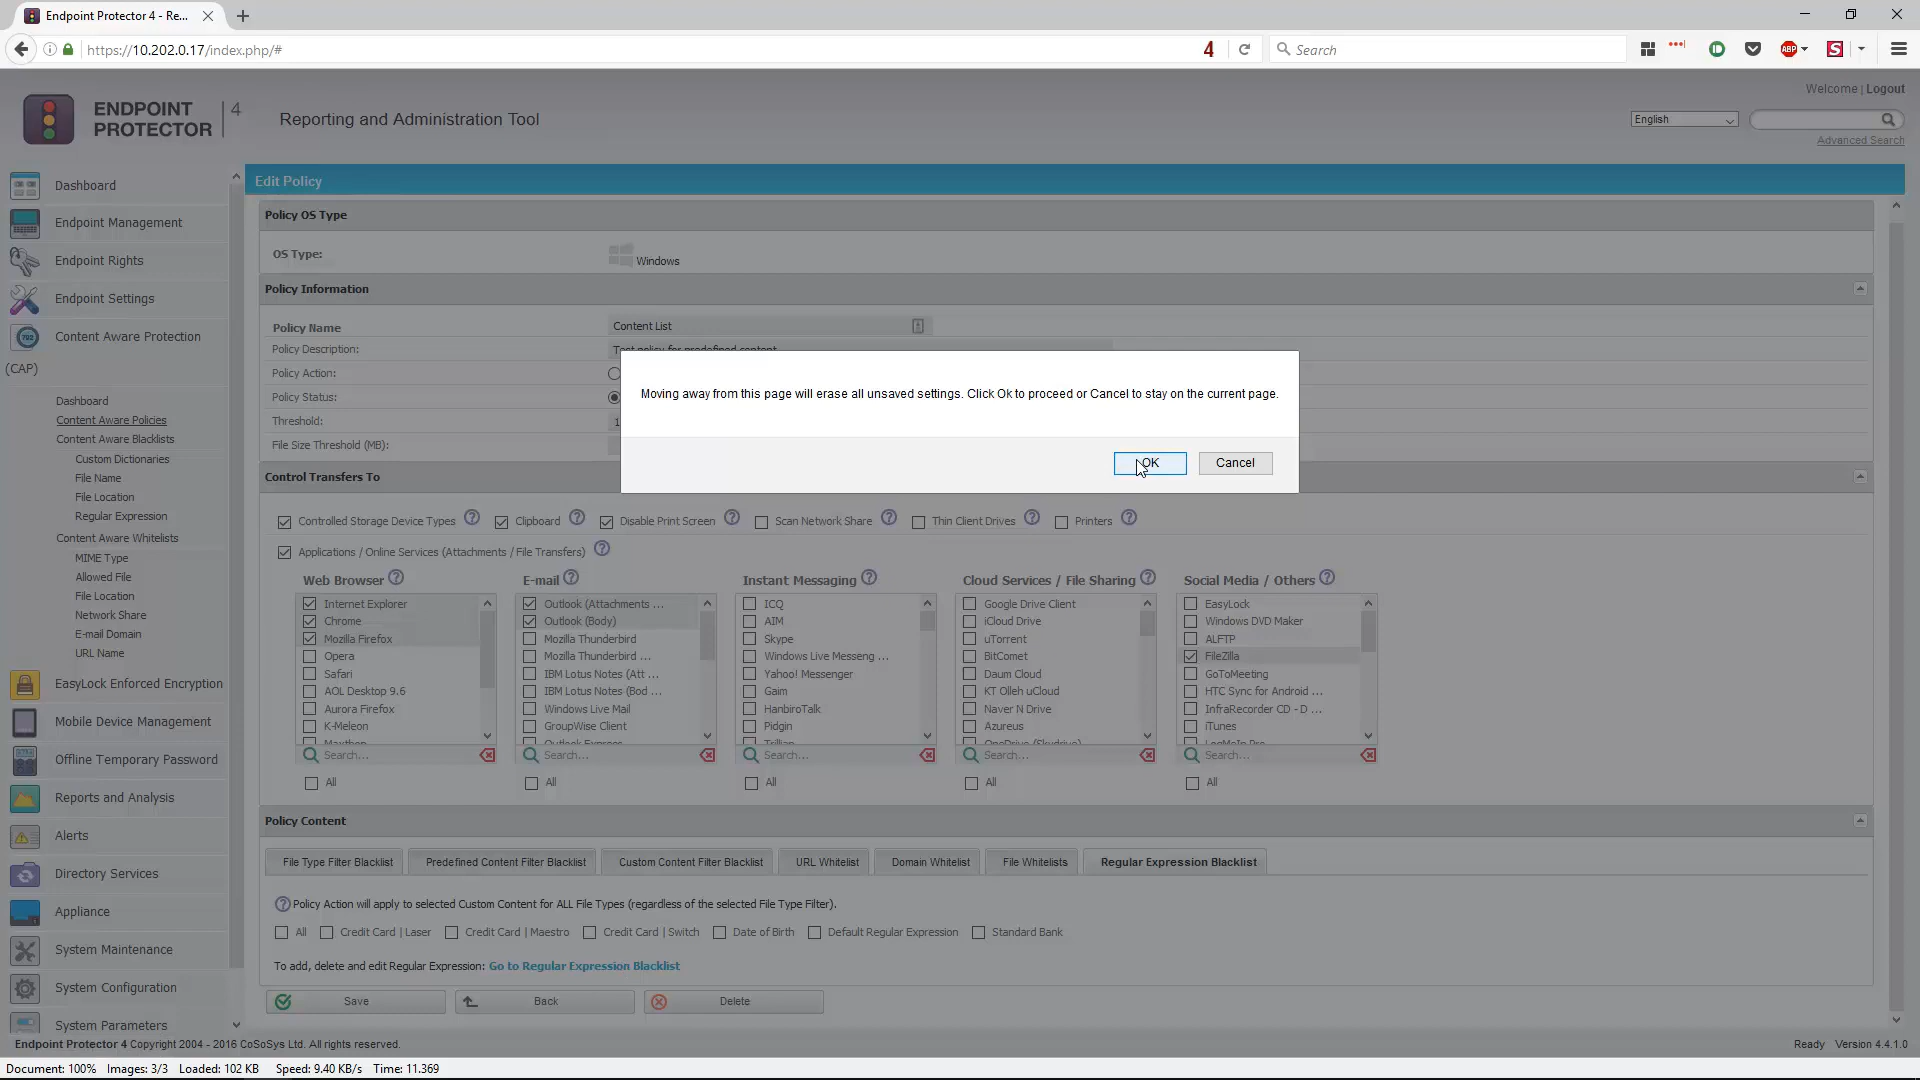 Endpoint Protector 4 - Re...
https://10.202.0.17/index.php/#
4
Search
ABP
S
Welcome | Logout
ENDPOINT
PROTECTOR
4
Reporting and Administration Tool
English
Advanced Search
Dashboard
Endpoint Management
Endpoint Rights
Endpoint Settings
Content Aware Protection
(CAP)
Dashboard
Content Aware Policies
Content Aware Blacklists
Custom Dictionaries
File Name
File Location
Regular Expression
Content Aware Whitelists
MIME Type
Allowed File
File Location
Network Share
E-mail Domain
URL Name
EasyLock Enforced Encryption
Mobile Device Management
Offline Temporary Password
Reports and Analysis
Alerts
Directory Services
Appliance
System Maintenance
System Configuration
System Parameters
Edit Policy
Policy OS Type
OS Type:
Windows
Policy Information
Policy Name
Content List
Policy Description:
Test policy for predefined content
Policy Action:
Policy Status:
Threshold:
1
File Size Threshold (MB):
Moving away from this page will erase all unsaved settings. Click Ok to proceed or Cancel to stay on the current page.
OK
Cancel
Control Transfers To
Controlled Storage Device Types
Clipboard
Disable Print Screen
Scan Network Share
Thin Client Drives
Printers
Applications / Online Services (Attachments / File Transfers)
Web Browser
Internet Explorer
Chrome
Mozilla Firefox
Opera
Safari
AOL Desktop 9.6
Aurora Firefox
K-Meleon
Maxthon
Search...
All
E-mail
Outlook (Attachments ...
Outlook (Body)
Mozilla Thunderbird
Mozilla Thunderbird ...
IBM Lotus Notes (Att ...
IBM Lotus Notes (Bod ...
Windows Live Mail
GroupWise Client
Outlook Express
Search...
All
Instant Messaging
ICQ
AIM
Skype
Windows Live Messeng ...
Yahoo! Messenger
Gaim
HanbiroTalk
Pidgin
Trillian
Search...
All
Cloud Services / File Sharing
Google Drive Client
iCloud Drive
uTorrent
BitComet
Daum Cloud
KT Olleh uCloud
Naver N Drive
Azureus
OneDrive (Skydrive)
Search...
All
Social Media / Others
EasyLock
Windows DVD Maker
ALFTP
FileZilla
GoToMeeting
HTC Sync for Android ...
InfraRecorder CD - D ...
iTunes
LogMeIn Pro
Search...
All
Policy Content
File Type Filter Blacklist
Predefined Content Filter Blacklist
Custom Content Filter Blacklist
URL Whitelist
Domain Whitelist
File Whitelists
Regular Expression Blacklist
Policy Action will apply to selected Custom Content for ALL File Types (regardless of the selected File Type Filter).
All
Credit Card | Laser
Credit Card | Maestro
Credit Card | Switch
Date of Birth
Default Regular Expression
Standard Bank
To add, delete and edit Regular Expression: Go to Regular Expression Blacklist
Save
Back
Delete
Endpoint Protector 4 Copyright 2004 - 2016 CoSoSys Ltd. All rights reserved.
Ready Version 4.4.1.0
Document: 100% Images: 3/3 Loaded: 102 KB Speed: 9.40 KB/s Time: 11.369